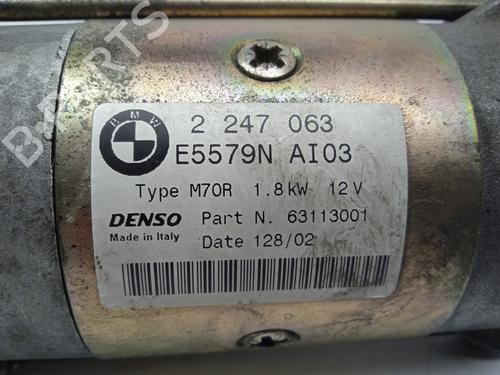 BMW
2 247 063
E5579N AI03
Type M70R 1.8kW 12V
DENSO Part N. 63113001
Made in Italy Date 128/02
B-PARTS